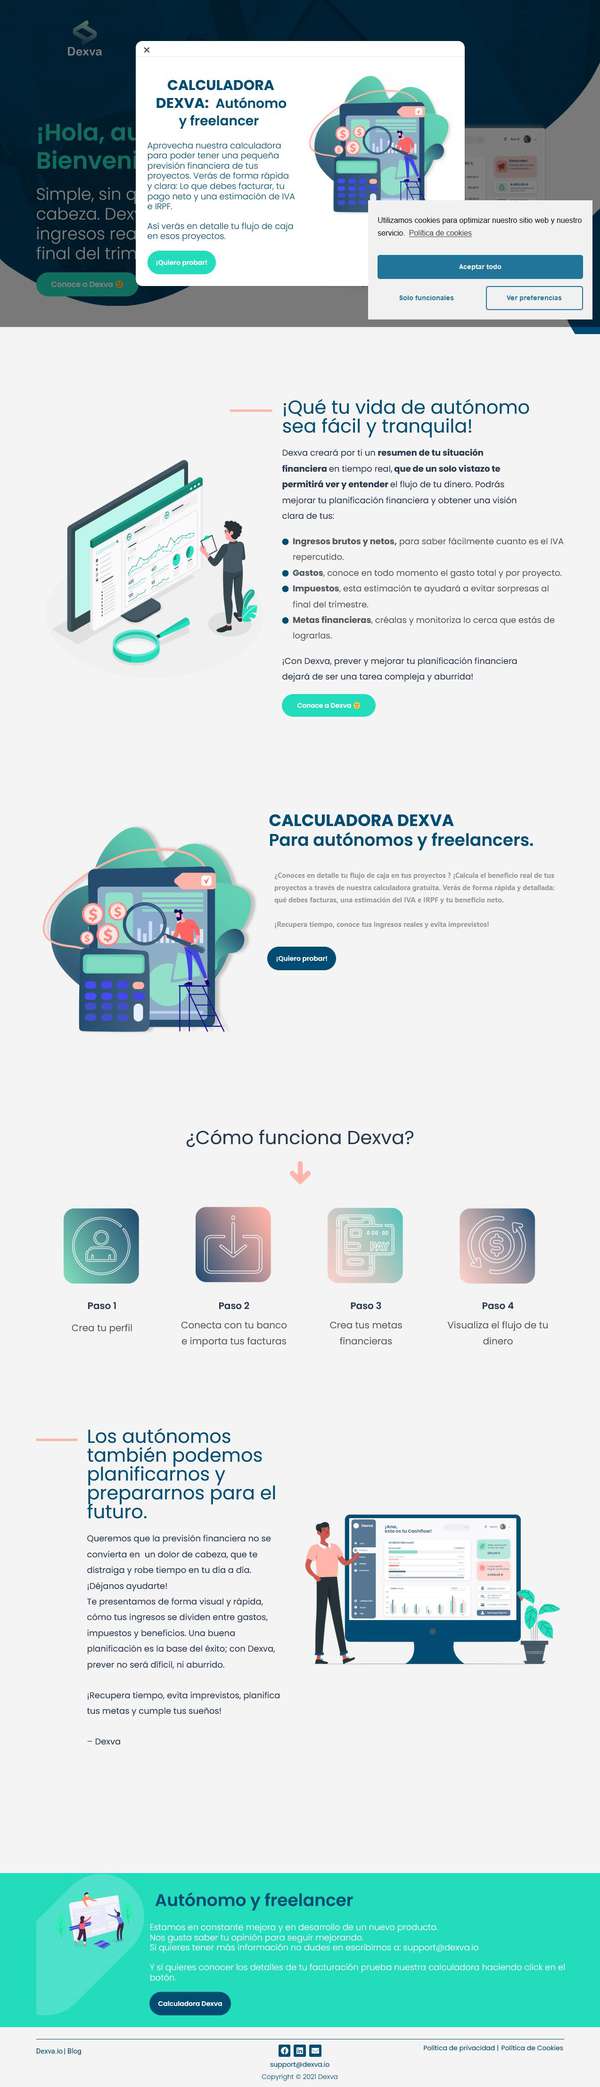 Dexva
¡Hola, au
Bienveni
Simple, sin q
cabeza. Dex
ingresos rea
final del trim
Conoce a Dexva
CALCULADORA
DEXVA: Autónomo
y freelancer
Aprovecha nuestra calculadora
para poder tener una pequeña
previsión financiera de tus
proyectos. Verás de forma rápida
y clara: Lo que debes facturar, tu
pago neto y una estimación de IVA
e IRPF.
Asi verás en detalle tu flujo de caja
en esos proyectos.
¡Quiero probar!
Utilizamos cookies para optimizar nuestro sitio web y nuestro
servicio. Política de cookies
Aceptar todo
Solo funcionales
Ver preferencias
¡Qué tu vida de autónomo
sea fácil y tranquila!
Dexva creará por ti un resumen de tu situación
financiera en tiempo real, que de un solo vistazo te
permitirá ver y entender el flujo de tu dinero. Podrás
mejorar tu planificación financiera y obtener una visión
clara de tus:
Ingresos brutos y netos, para saber fácilmente cuanto es el IVA
repercutido.
Gastos, conoce en todo momento el gasto total y por proyecto.
Impuestos, esta estimación te ayudará a evitar sorpresas al
final del trimestre.
Metas financieras, créalas y monitoriza lo cerca que estás de
lograrlas.
¡Con Dexva, prever y mejorar tu planificación financiera
dejará de ser una tarea compleja y aburrida!
Conoce a Dexva
CALCULADORA DEXVA
Para autónomos y freelancers.
¿Conoces en detalle tu flujo de caja en tus proyectos ? ¡Calcula el beneficio real de tus
proyectos a través de nuestra calculadora gratuita. Verás de forma rápida y detallada:
qué debes facturas, una estimación del IVA e IRPF y tu beneficio neto.
¡Recupera tiempo, conoce tus ingresos reales y evita imprevistos!
¡Quiero probar!
¿Cómo funciona Dexva?
PAY
Paso 1
Crea tu perfil
Paso 2
Conecta con tu banco
e importa tus facturas
Paso 3
Crea tus metas
financieras
Paso 4
Visualiza el flujo de tu
dinero
Los autónomos
también podemos
planificarnos y
prepararnos para el
futuro.
Queremos que la previsión financiera no se
convierta en un dolor de cabeza, que te
distraiga y robe tiempo en tu día a día.
¡Déjanos ayudarte!
Te presentamos de forma visual y rápida,
cómo tus ingresos se dividen entre gastos,
impuestos y beneficios. Una buena
planificación es la base del éxito; con Dexva,
prever no será difícil, ni aburrido.
¡Recupera tiempo, evita imprevistos, planifica
tus metas y cumple tus sueños!
– Dexva
Dexva
¡Ana,
este es tu Cashflow!
Autónomo y freelancer
Estamos en constante mejora y en desarrollo de un nuevo producto.
Nos gusta saber tu opinión para seguir mejorando.
Si quieres tener más información no dudes en escribirnos a: support@dexva.io
Y si quieres conocer los detalles de tu facturación prueba nuestra calculadora haciendo click en el
botón.
Calculadora Dexva
Dexva.io | Blog
support@dexva.io
Copyright © 2021 Dexva
Política de privacidad | Política de Cookies